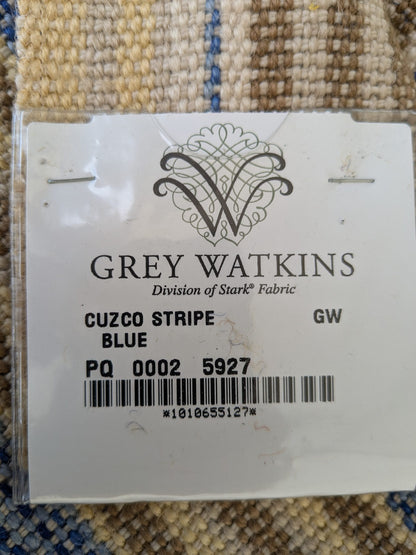 W
GREY WATKINS
Division of Stark® Fabric
CUZCO STRIPE GW
BLUE
PQ 0002 5927
*1010655127*